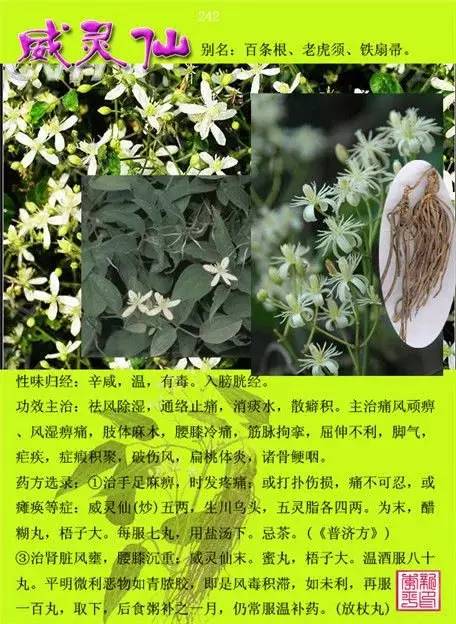 242
威灵仙 别名：百条根、老虎须、铁扇帚。
性味归经：辛咸，温，有毒。入膀胱经。
功效主治：祛风除湿，通络止痛，消痰水，散癖积。主治痛风顽痹
、风湿痹痛，肢体麻木，腰膝冷痛，筋脉拘挛，屈伸不利，脚气，
疟疾，症瘕积聚，破伤风，扁桃体炎，诸骨鲠咽。
药方选录：①治手足麻痹，时发疼痛；或打扑伤损，痛不可忍，或
瘫痪等症：威灵仙(炒)五两，生川乌头，五灵脂各四两。为末，醋
糊丸，梧子大。每服七丸，用盐汤下。忌茶。(《普济方》)
③治肾脏风壅，腰膝沉重：威灵仙末。蜜丸，梧子大。温酒服八十
丸。平明微利恶物如青脓胶，即是风毒积滞，如未利，再服
一百丸，取下，后食粥补之一月，仍常服温补药。(放杖丸)